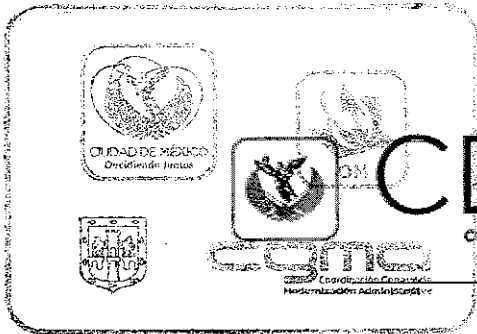 CIUDAD DE MÉXICO
Decidiendo Juntos
CD
cgma
Coordinación General de
Modernización Administrativa